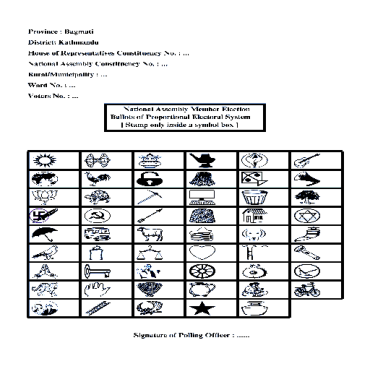 Province : Bagmati
District: Kathmandu
House of Representatives Constituency No. : ...
National Assembly Constituency No. : ...
Rural/Municipality : ...
Word No. : ...
Voters No. : ...
National Assembly Member Election
Ballots of Proportional Electoral System
[ Stamp only inside a symbol box ]
Signature of Polling Officer : ......